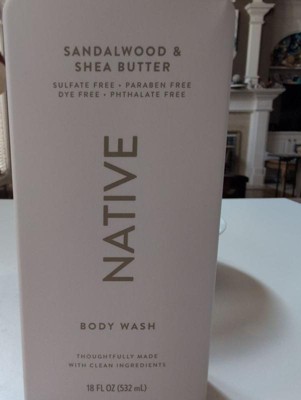 SANDALWOOD &
SHEA BUTTER
SULFATE FREE • PARABEN FREE
DYE FREE • PHTHALATE FREE
NATIVE
BODY WASH
THOUGHTFULLY MADE
WITH CLEAN INGREDIENTS
18 FL OZ (532 mL)